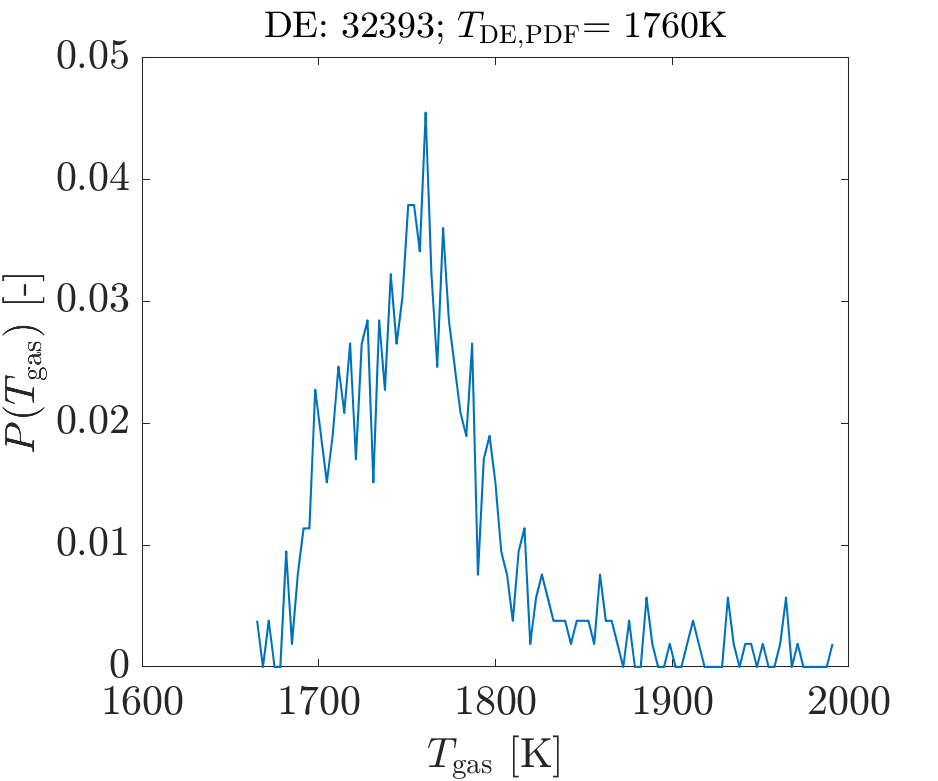 DE: 32393; T_DE,PDF= 1760K
0.05
0.04
0.03
0.02
0.01
0
P(T_gas) [-]
1600 1700 1800 1900 2000
T_gas [K]